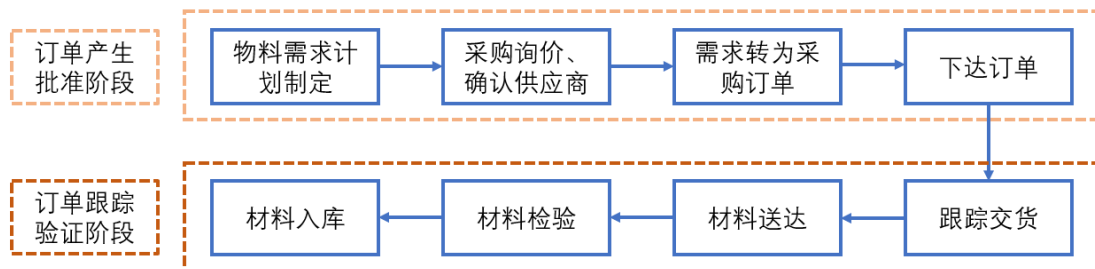 订单产生
批准阶段
物料需求计
划制定
采购询价、
确认供应商
需求转为采
购订单
下达订单
订单跟踪
验证阶段
材料入库
材料检验
材料送达
跟踪交货